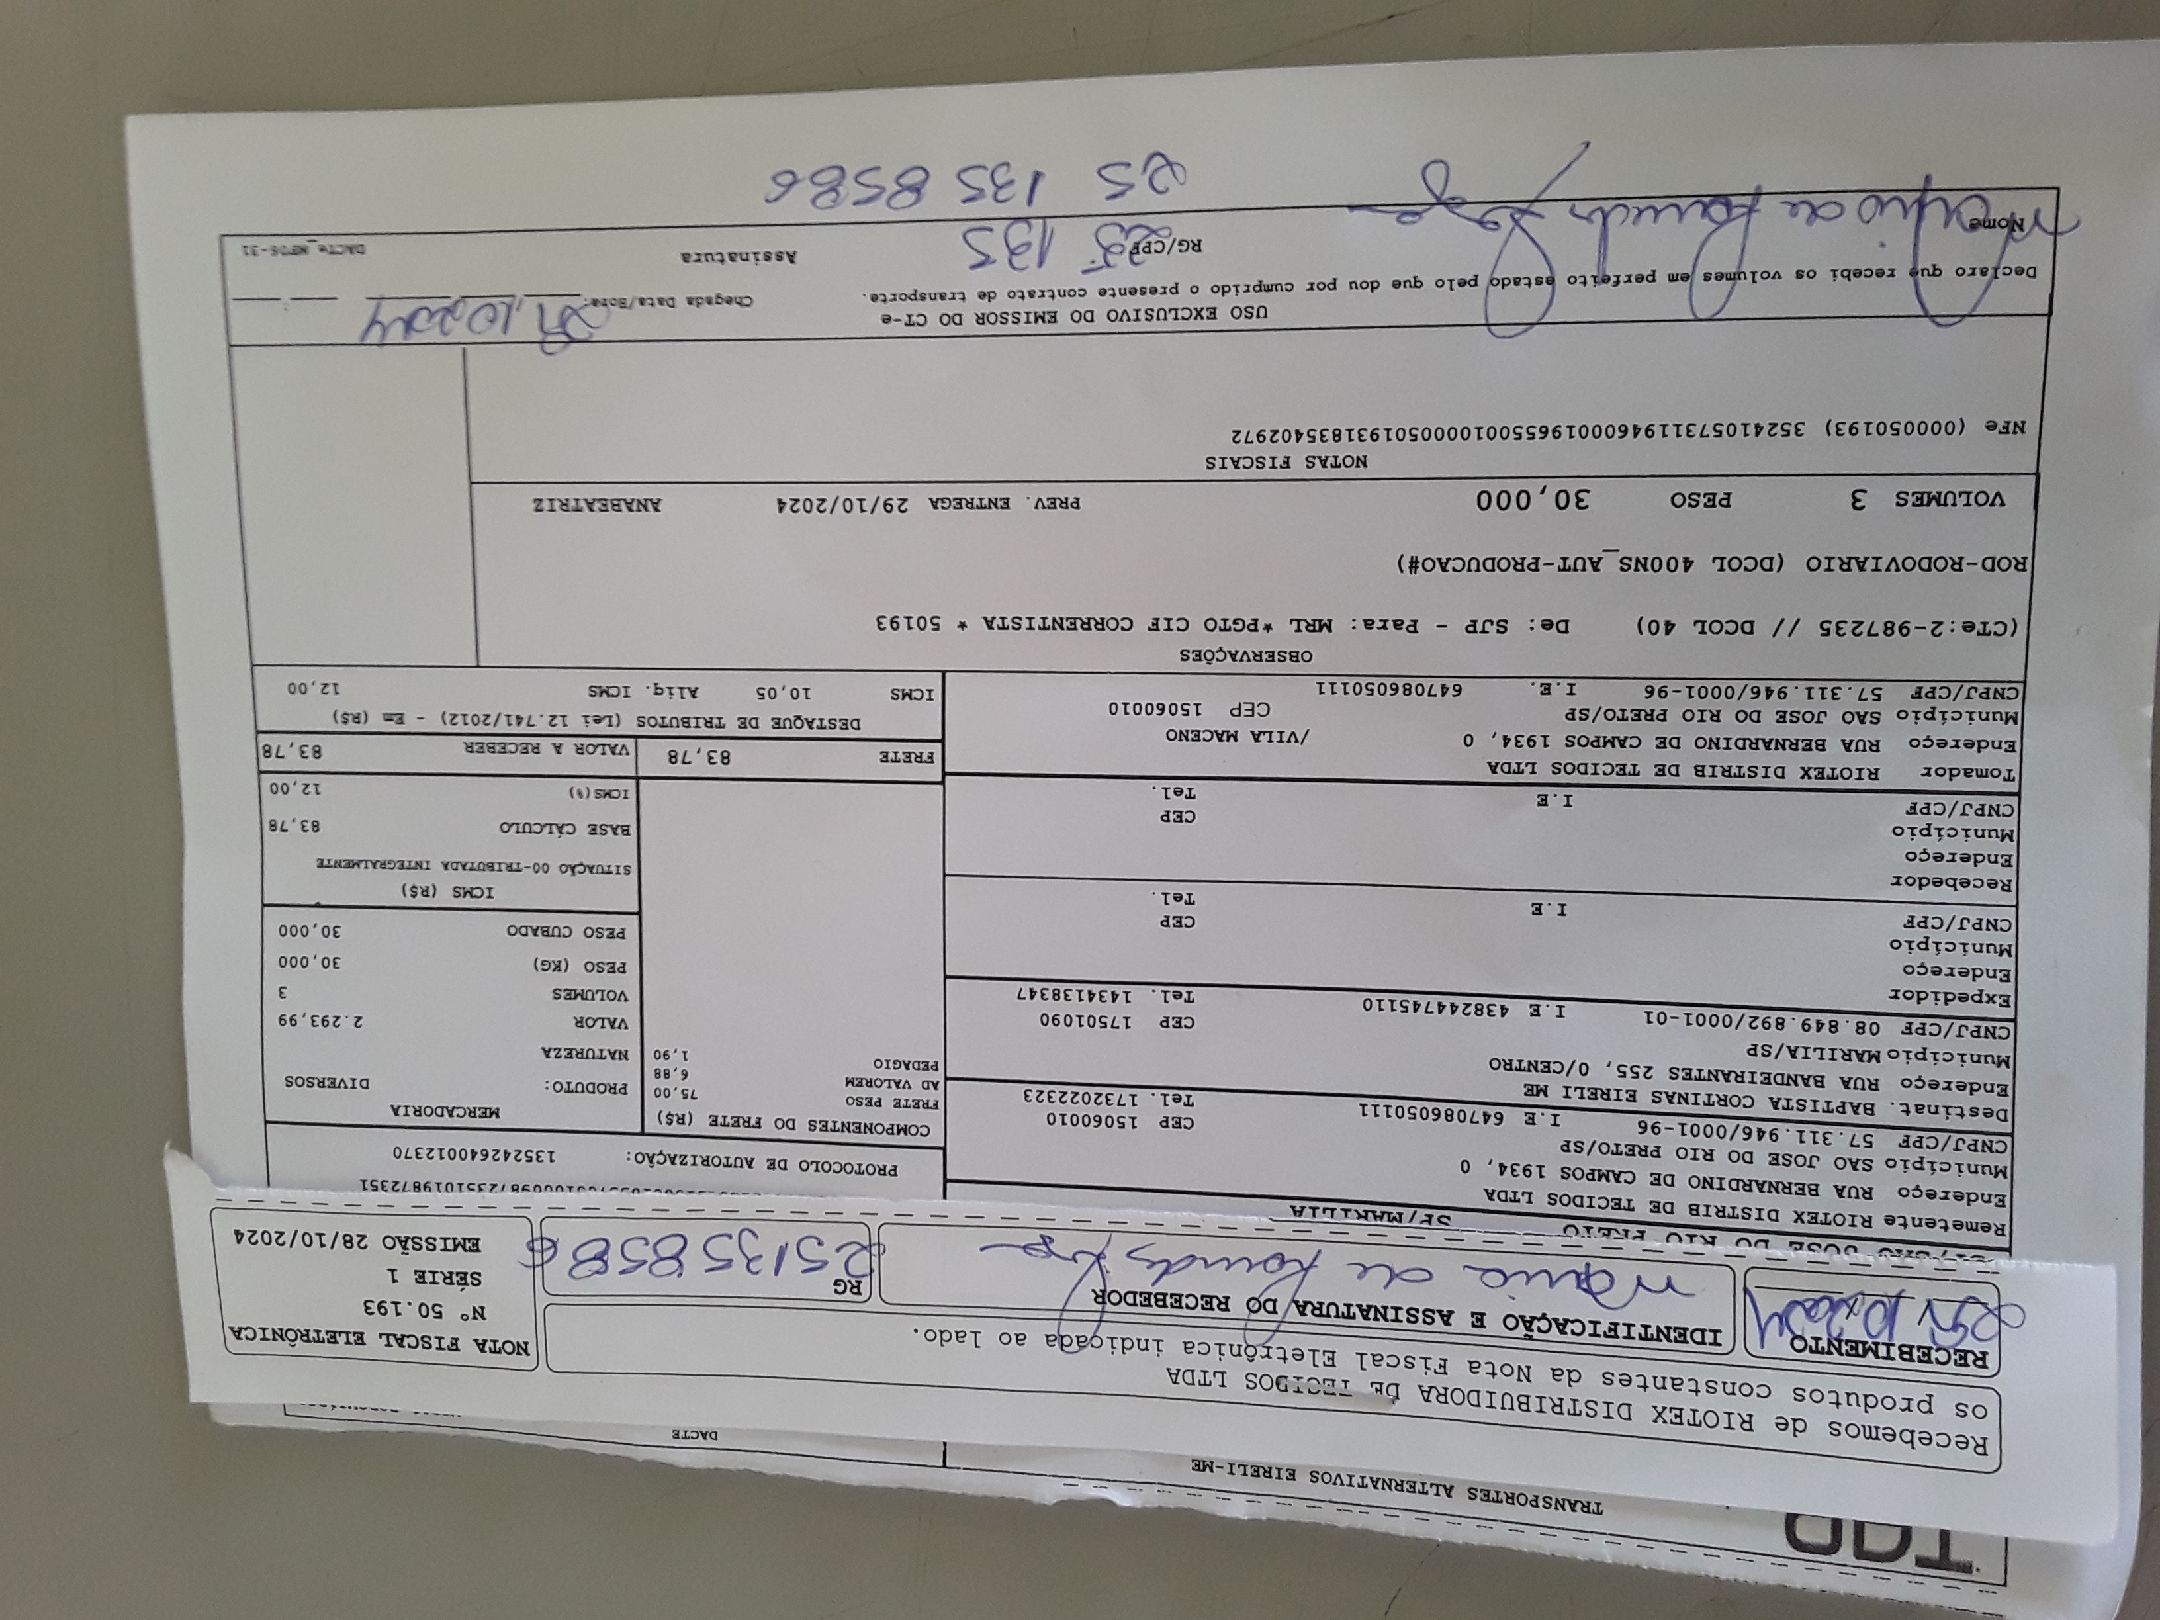 TRANSPORTES ALTERNATIVOS EIRELI-ME
DACTE
Recebemos de RIOTEX DISTRIBUIDORA DE TECIDOS LTDA
os produtos constantes da Nota Fiscal Eletrônica indicada ao lado.
RECEBIMENTO
IDENTIFICAÇÃO E ASSINATURA DO RECEBEDOR
Maria de
RG
25135 858 6
NOTA FISCAL ELETRÔNICA
Nº 50.193
SÉRIE 1
EMISSÃO 28/10/2024
SP/MARILIA
PROTOCOLO DE AUTORIZAÇÃO: 135242640012370
Remetente RIOTEX DISTRIB DE TECIDOS LTDA
Endereço RUA BERNARDINO DE CAMPOS 1934, 0
Município SAO JOSE DO RIO PRETO/SP CEP 15060010
CNPJ/CPF 57.311.946/0001-96 I.E 647086050111 Tel. 1732022323
Destinat. BAPTISTA CORTINAS EIRELI ME
Endereço RUA BANDEIRANTES 255, 0/CENTRO
Município MARILIA/SP CEP 17501090
CNPJ/CPF 08.849.892/0001-01 I.E 438244745110 Tel. 1434138347
Expedidor
Endereço
Município CEP
CNPJ/CPF I.E Tel.
Recebedor
Endereço
Município CEP
CNPJ/CPF I.E Tel.
Tomador RIOTEX DISTRIB DE TECIDOS LTDA
Endereço RUA BERNARDINO DE CAMPOS 1934, 0 /VILA MACENO
Município SAO JOSE DO RIO PRETO/SP CEP 15060010
CNPJ/CPF 57.311.946/0001-96 I.E. 647086050111
COMPONENTES DO FRETE (R$)
FRETE PESO 75,00
AD VALOREM 6,88
PEDAGIO 1,90
MERCADORIA
PRODUTO: DIVERSOS
NATUREZA
VALOR 2.293,99
VOLUMES 3
PESO (KG) 30,000
PESO CUBADO 30,000
ICMS (R$)
SITUAÇÃO 00-TRIBUTADA INTEGRALMENTE
BASE CÁLCULO 83,78
ICMS(%) 12,00
FRETE 83,78 VALOR A RECEBER 83,78
DESTAQUE DE TRIBUTOS (Lei 12.741/2012) - Em (R$)
ICMS 10,05 Aliq. ICMS 12,00
OBSERVAÇÕES
(CTe:2-987235 // DCOL 40) De: SJP - Para: MRL *PGTO CIF CORRENTISTA * 50193
ROD-RODOVIARIO (DCOL 400NS_AUT-PRODUCAO#)
VOLUMES 3 PESO 30,000 PREV. ENTREGA 29/10/2024 ANABEATRIZ
NOTAS FISCAIS
NFe (000050193) 35241057311946000196550010000501931835402972
USO EXCLUSIVO DO EMISSOR DO CT-e
Declaro que recebi os volumes em perfeito estado pelo que dou por cumprido o presente contrato de transporte.
Chegada Data/Hora:
Nome
RG/CPF 25 135
Assinatura
DACTe_NF06-31
25 135 858 6